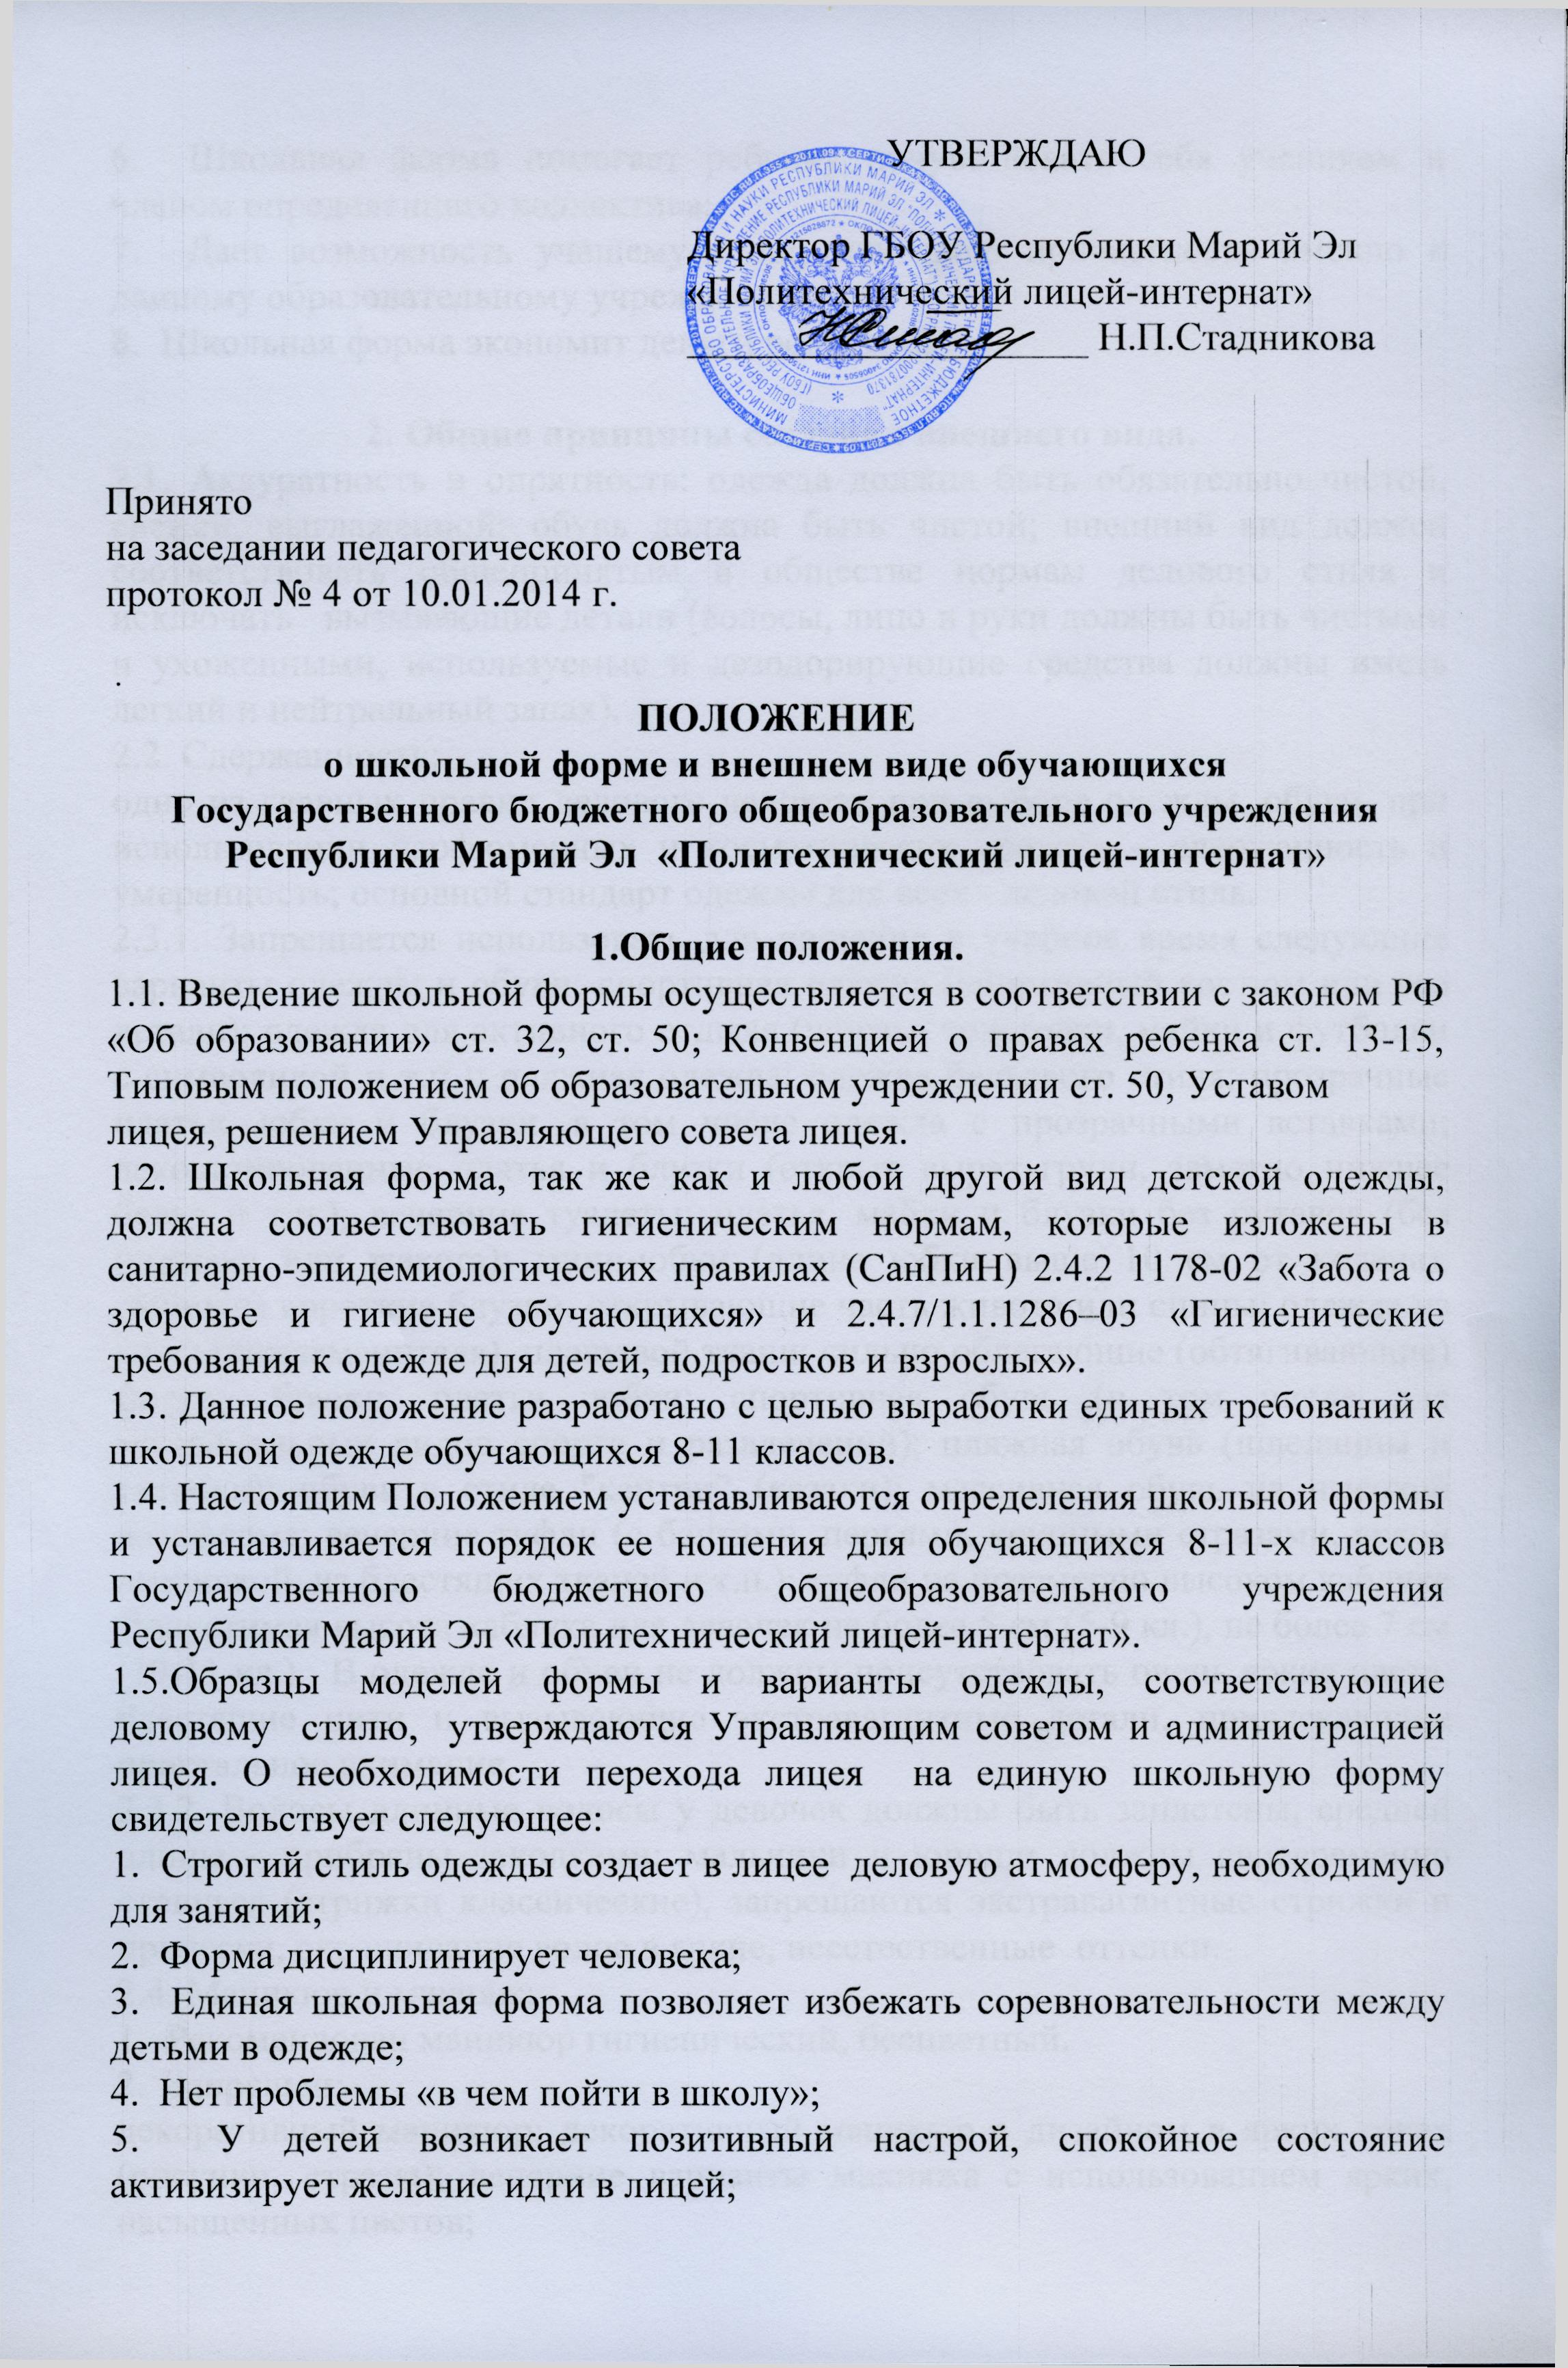 УТВЕРЖДАЮ
Директор ГБОУ Республики Марий Эл
«Политехнический лицей-интернат»
Н.П.Стадникова
Принято
на заседании педагогического совета
протокол № 4 от 10.01.2014 г.
.
ПОЛОЖЕНИЕ
о школьной форме и внешнем виде обучающихся
Государственного бюджетного общеобразовательного учреждения
Республики Марий Эл «Политехнический лицей-интернат»
1.Общие положения.
1.1. Введение школьной формы осуществляется в соответствии с законом РФ
«Об образовании» ст. 32, ст. 50; Конвенцией о правах ребенка ст. 13-15,
Типовым положением об образовательном учреждении ст. 50, Уставом
лицея, решением Управляющего совета лицея.
1.2. Школьная форма, так же как и любой другой вид детской одежды,
должна соответствовать гигиеническим нормам, которые изложены в
санитарно-эпидемиологических правилах (СанПиН) 2.4.2 1178-02 «Забота о
здоровье и гигиене обучающихся» и 2.4.7/1.1.1286–03 «Гигиенические
требования к одежде для детей, подростков и взрослых».
1.3. Данное положение разработано с целью выработки единых требований к
школьной одежде обучающихся 8-11 классов.
1.4. Настоящим Положением устанавливаются определения школьной формы
и устанавливается порядок ее ношения для обучающихся 8-11-х классов
Государственного бюджетного общеобразовательного учреждения
Республики Марий Эл «Политехнический лицей-интернат».
1.5.Образцы моделей формы и варианты одежды, соответствующие
деловому стилю, утверждаются Управляющим советом и администрацией
лицея. О необходимости перехода лицея на единую школьную форму
свидетельствует следующее:
1. Строгий стиль одежды создает в лицее деловую атмосферу, необходимую
для занятий;
2. Форма дисциплинирует человека;
3. Единая школьная форма позволяет избежать соревновательности между
детьми в одежде;
4. Нет проблемы «в чем пойти в школу»;
5. У детей возникает позитивный настрой, спокойное состояние
активизирует желание идти в лицей;